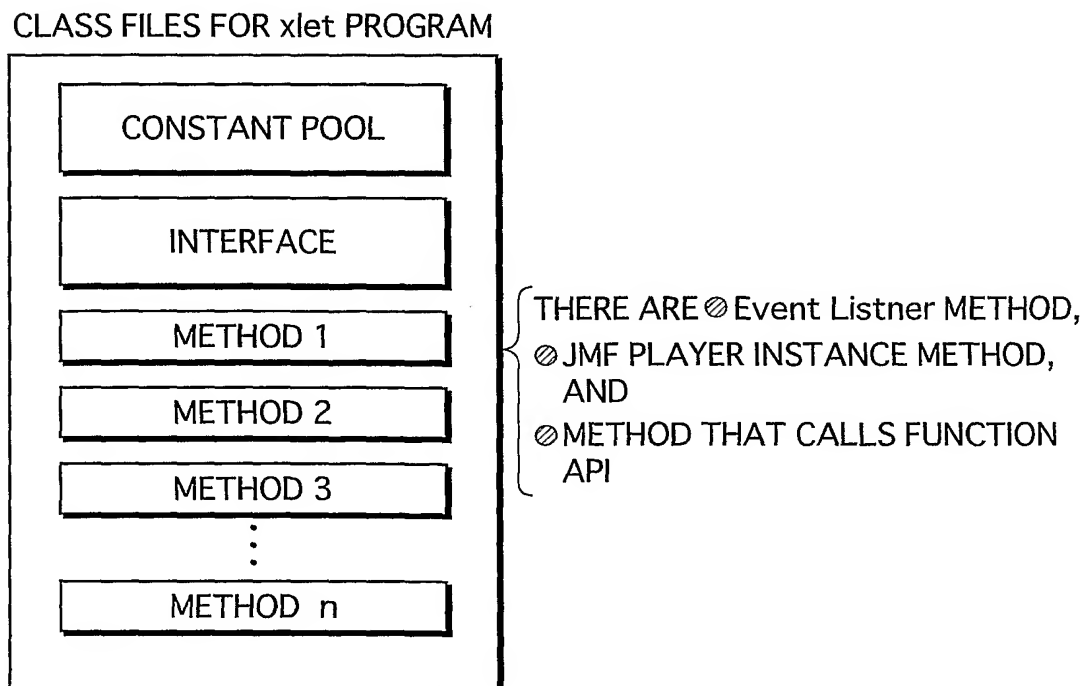 CLASS FILES FOR xlet PROGRAM
CONSTANT POOL
INTERFACE
METHOD 1
METHOD 2
METHOD 3
METHOD n
THERE ARE Event Listner METHOD,
JMF PLAYER INSTANCE METHOD,
AND
METHOD THAT CALLS FUNCTION
API